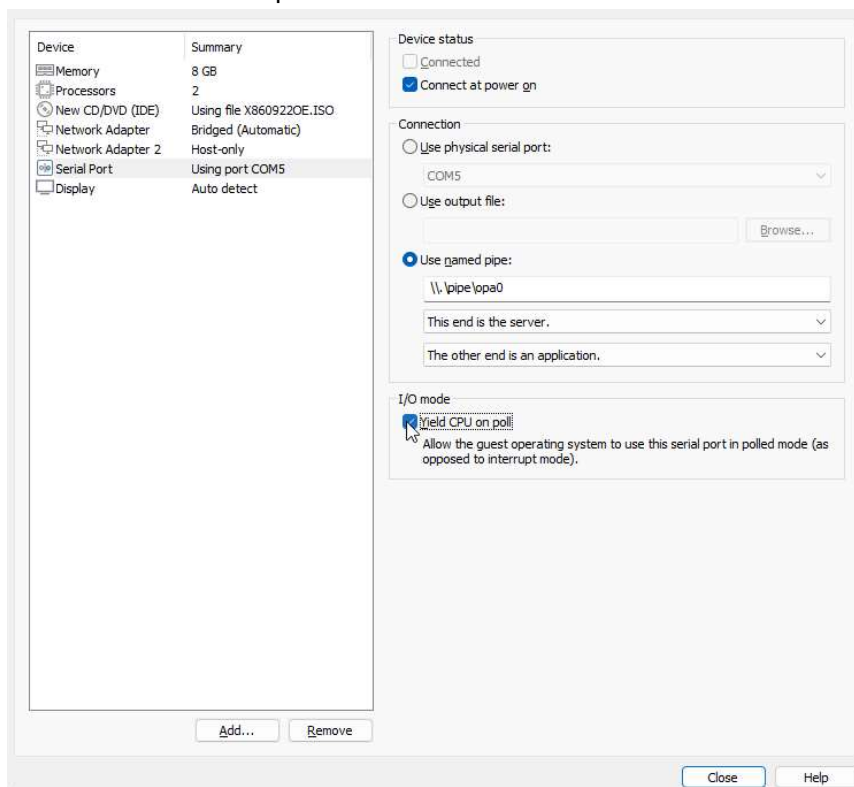 Device Summary
Memory 8 GB
Processors 2
New CD/DVD (IDE) Using file X860922OE.ISO
Network Adapter Bridged (Automatic)
Network Adapter 2 Host-only
Serial Port Using port COM5
Display Auto detect
Add... Remove
Device status
Connected
Connect at power on
Connection
Use physical serial port:
COM5
Use output file:
Browse...
Use named pipe:
\\.\pipe\opa0
This end is the server.
The other end is an application.
I/O mode
Yield CPU on poll
Allow the guest operating system to use this serial port in polled mode (as
opposed to interrupt mode).
Close Help